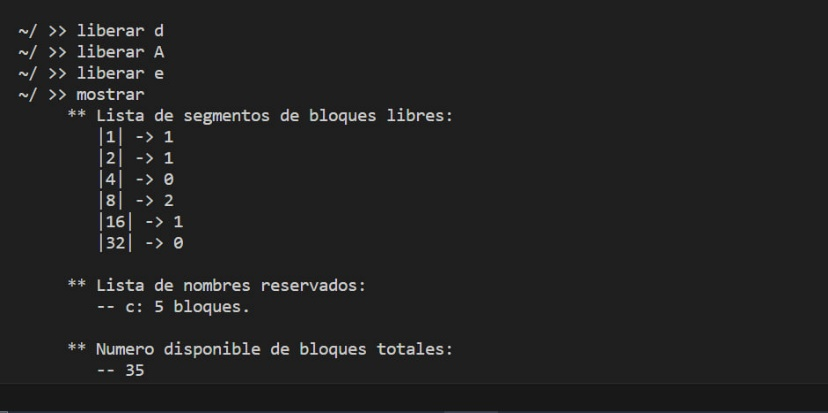 ~/ >> liberar d
~/ >> liberar A
~/ >> liberar e
~/ >> mostrar
** Lista de segmentos de bloques libres:
|1| -> 1
|2| -> 1
|4| -> 0
|8| -> 2
|16| -> 1
|32| -> 0
** Lista de nombres reservados:
-- c: 5 bloques.
** Numero disponible de bloques totales:
-- 35